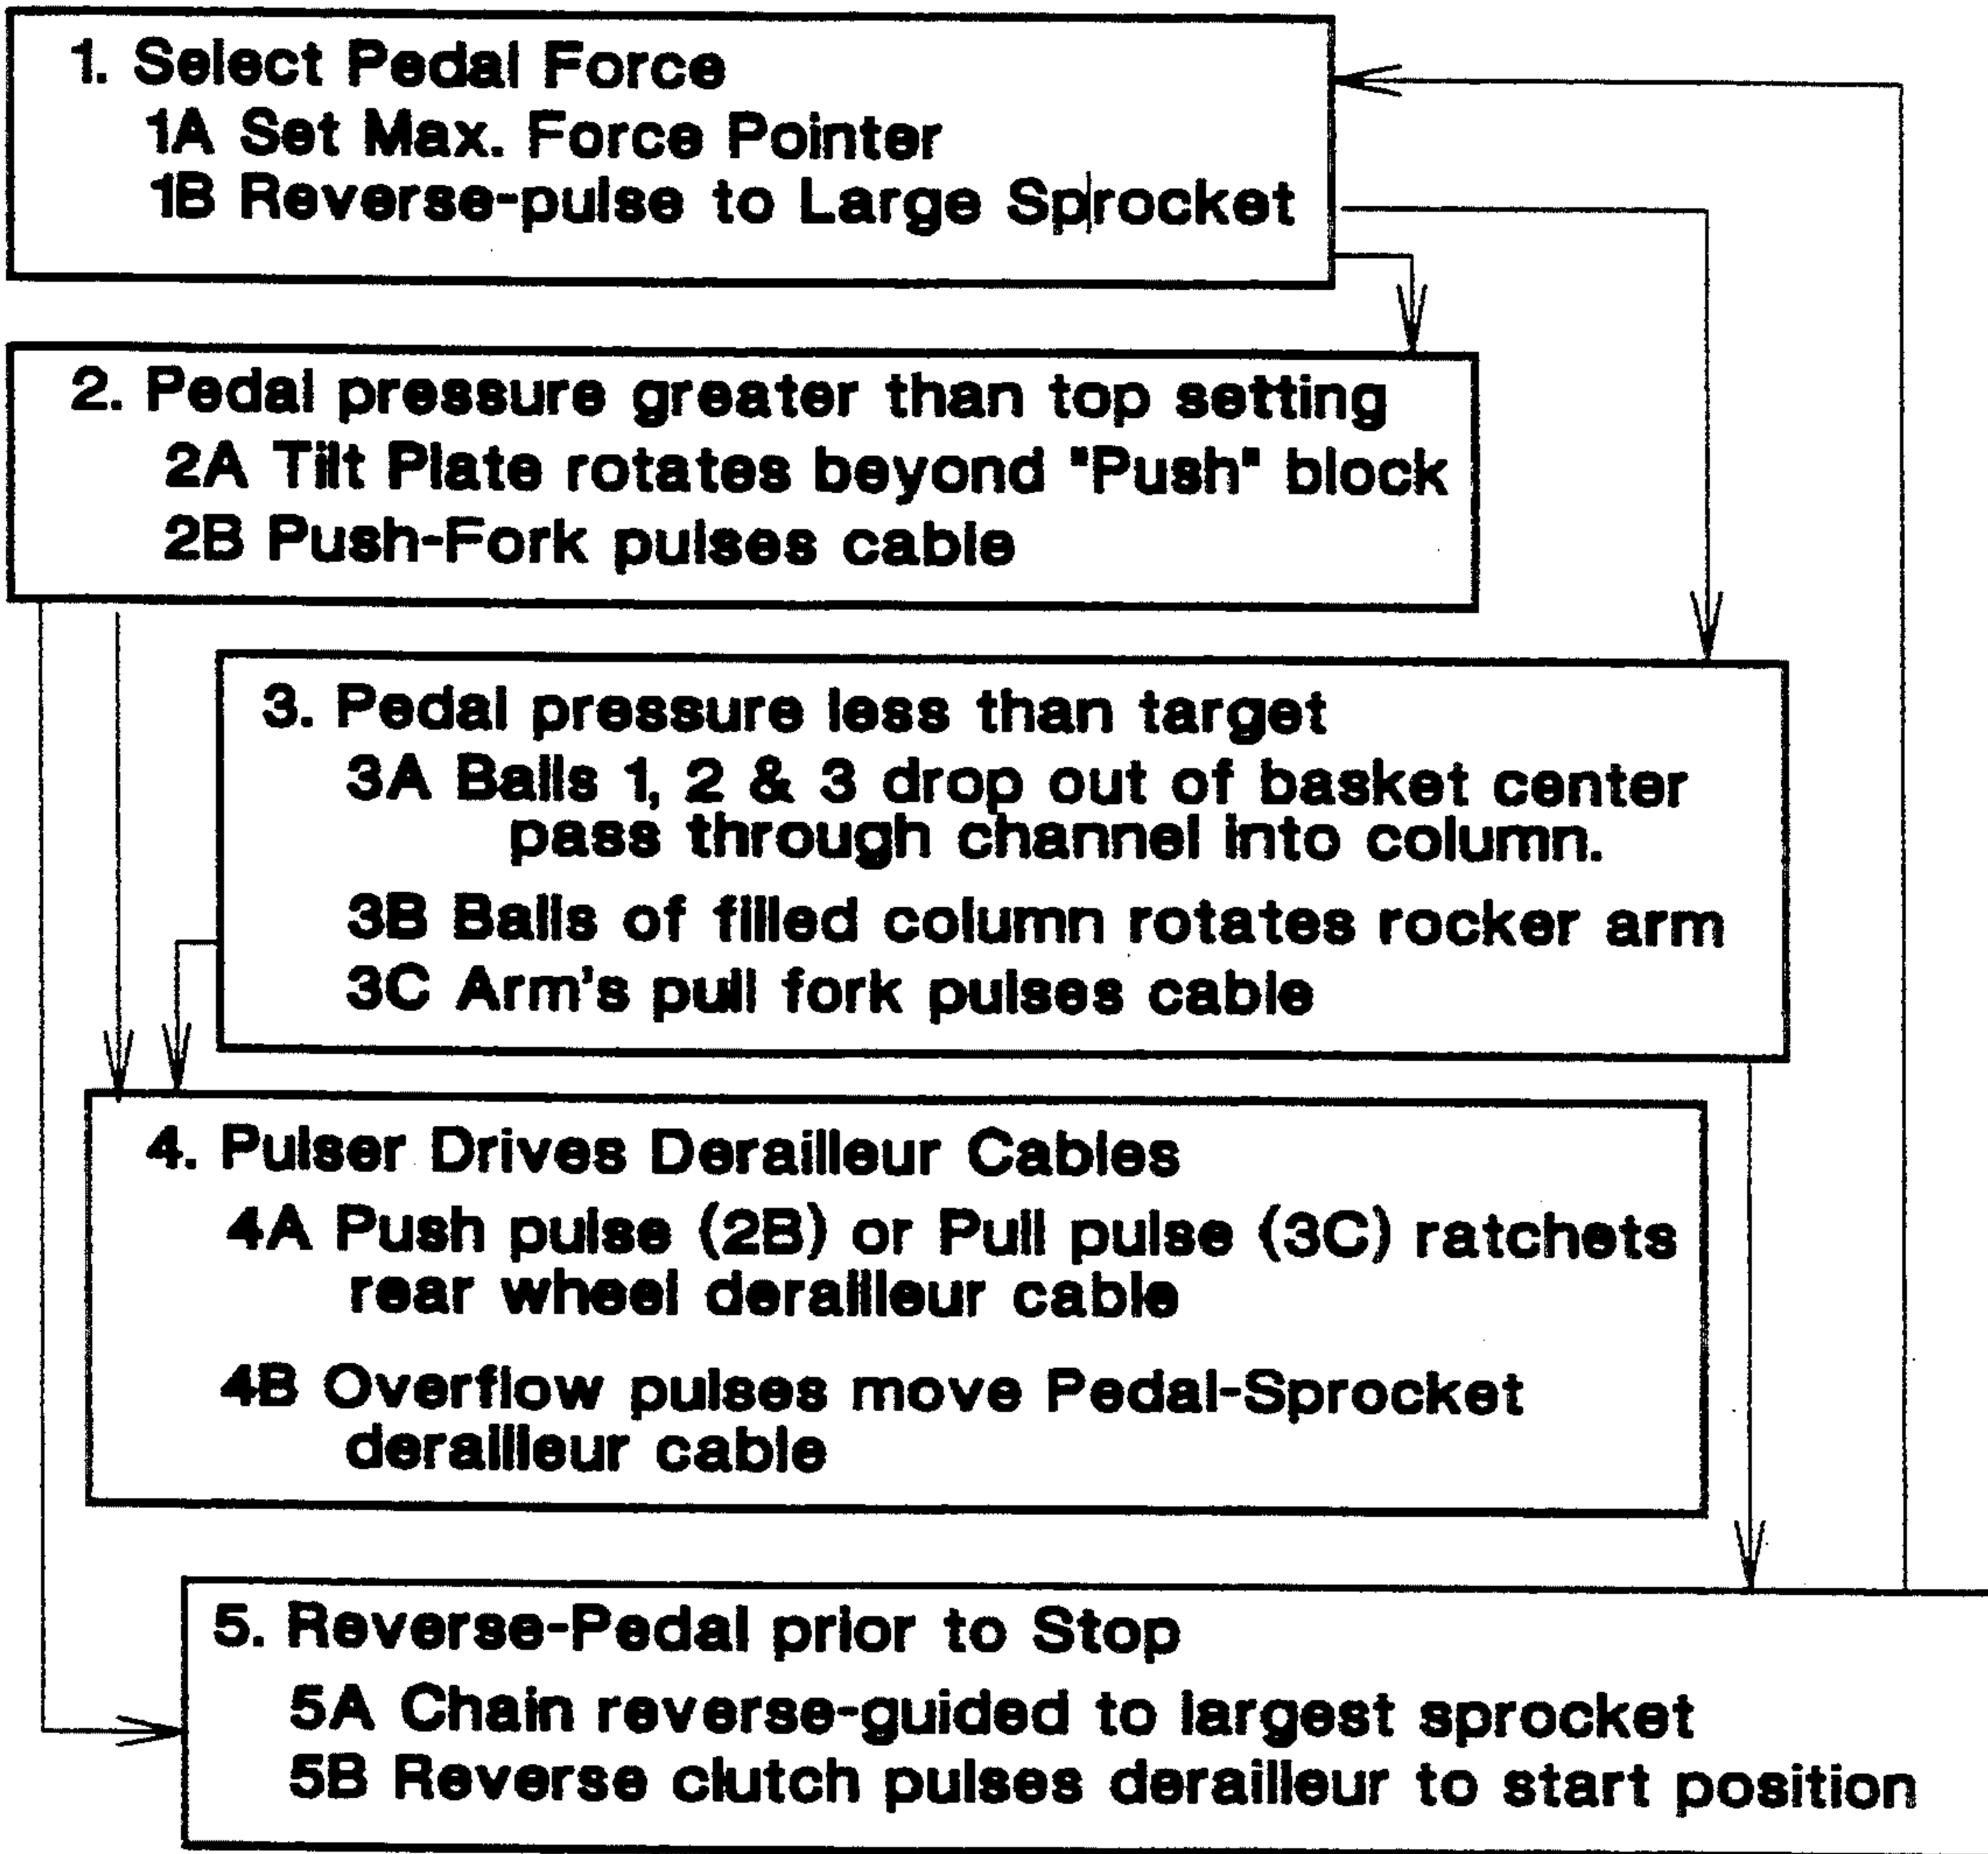 1. Select Pedal Force
1A Set Max. Force Pointer
1B Reverse-pulse to Large Sprocket
2. Pedal pressure greater than top setting
2A Tilt Plate rotates beyond "Push" block
2B Push-Fork pulses cable
3. Pedal pressure less than target
3A Balls 1, 2 & 3 drop out of basket center
pass through channel into column.
3B Balls of filled column rotates rocker arm
3C Arm's pull fork pulses cable
4. Pulser Drives Derailleur Cables
4A Push pulse (2B) or Pull pulse (3C) ratchets
rear wheel derailleur cable
4B Overflow pulses move Pedal-Sprocket
derailleur cable
5. Reverse-Pedal prior to Stop
5A Chain reverse-guided to largest sprocket
5B Reverse clutch pulses derailleur to start position